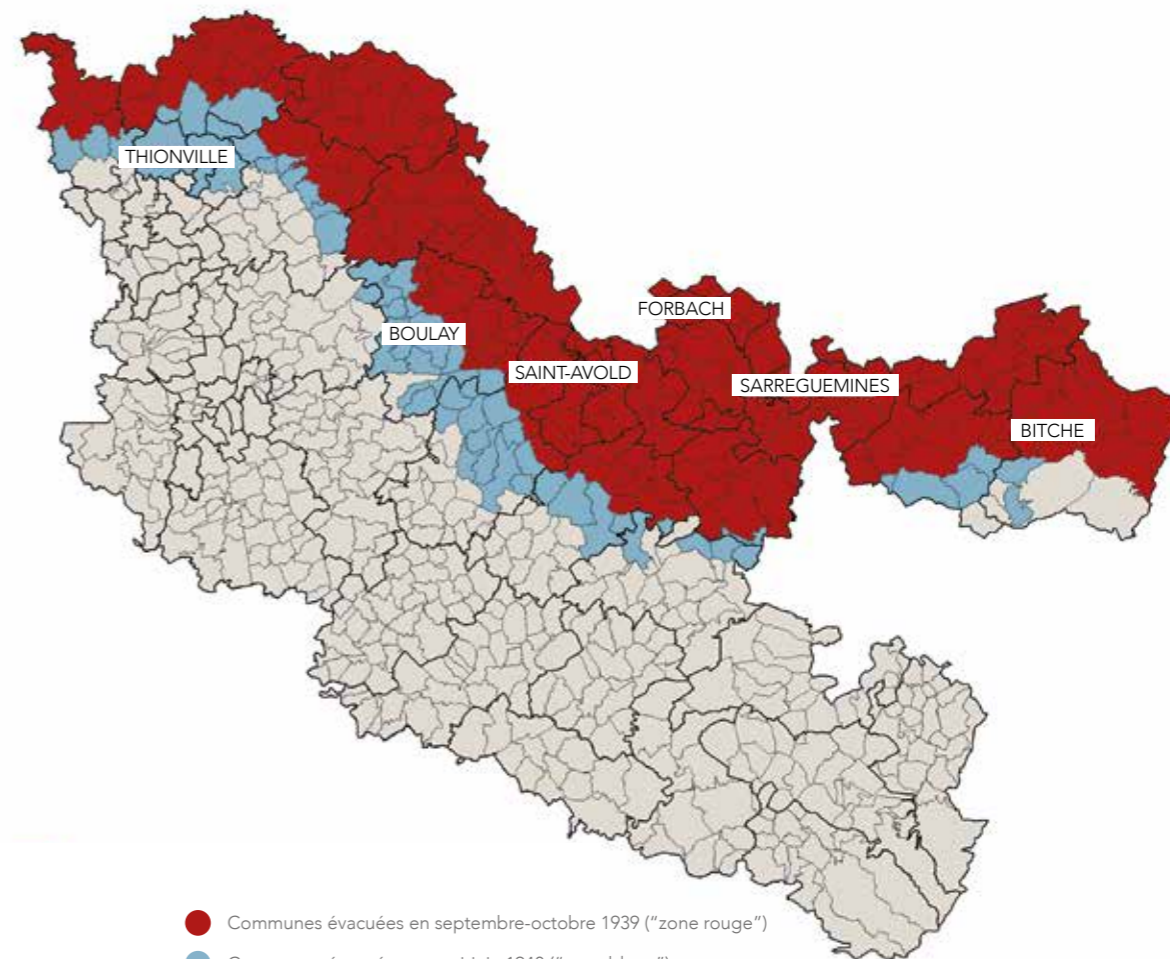 THIONVILLE
FORBACH
BOULAY
SAINT-AVOLD
SARREGUEMINES
BITCHE
Communes évacuées en septembre-octobre 1939 (“zone rouge”)